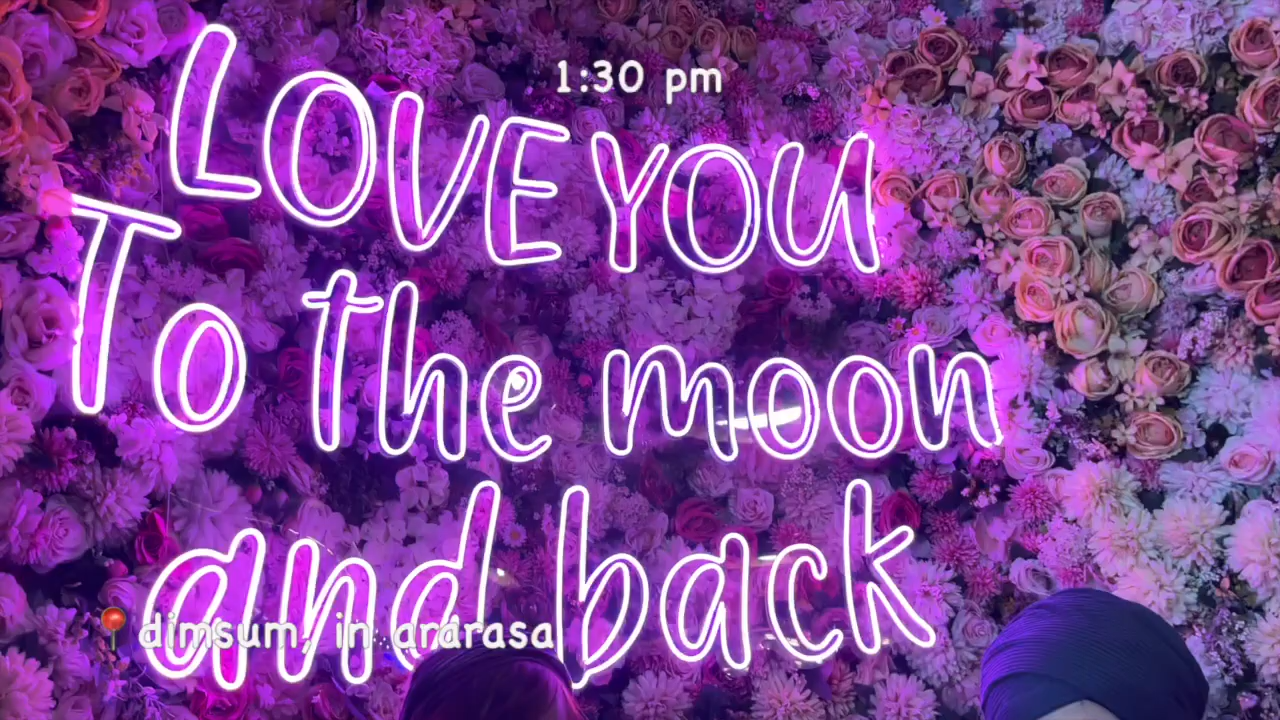 1:30 pm
LOVE YOU
To the moon
and back
📍 dimsum, in ararasa